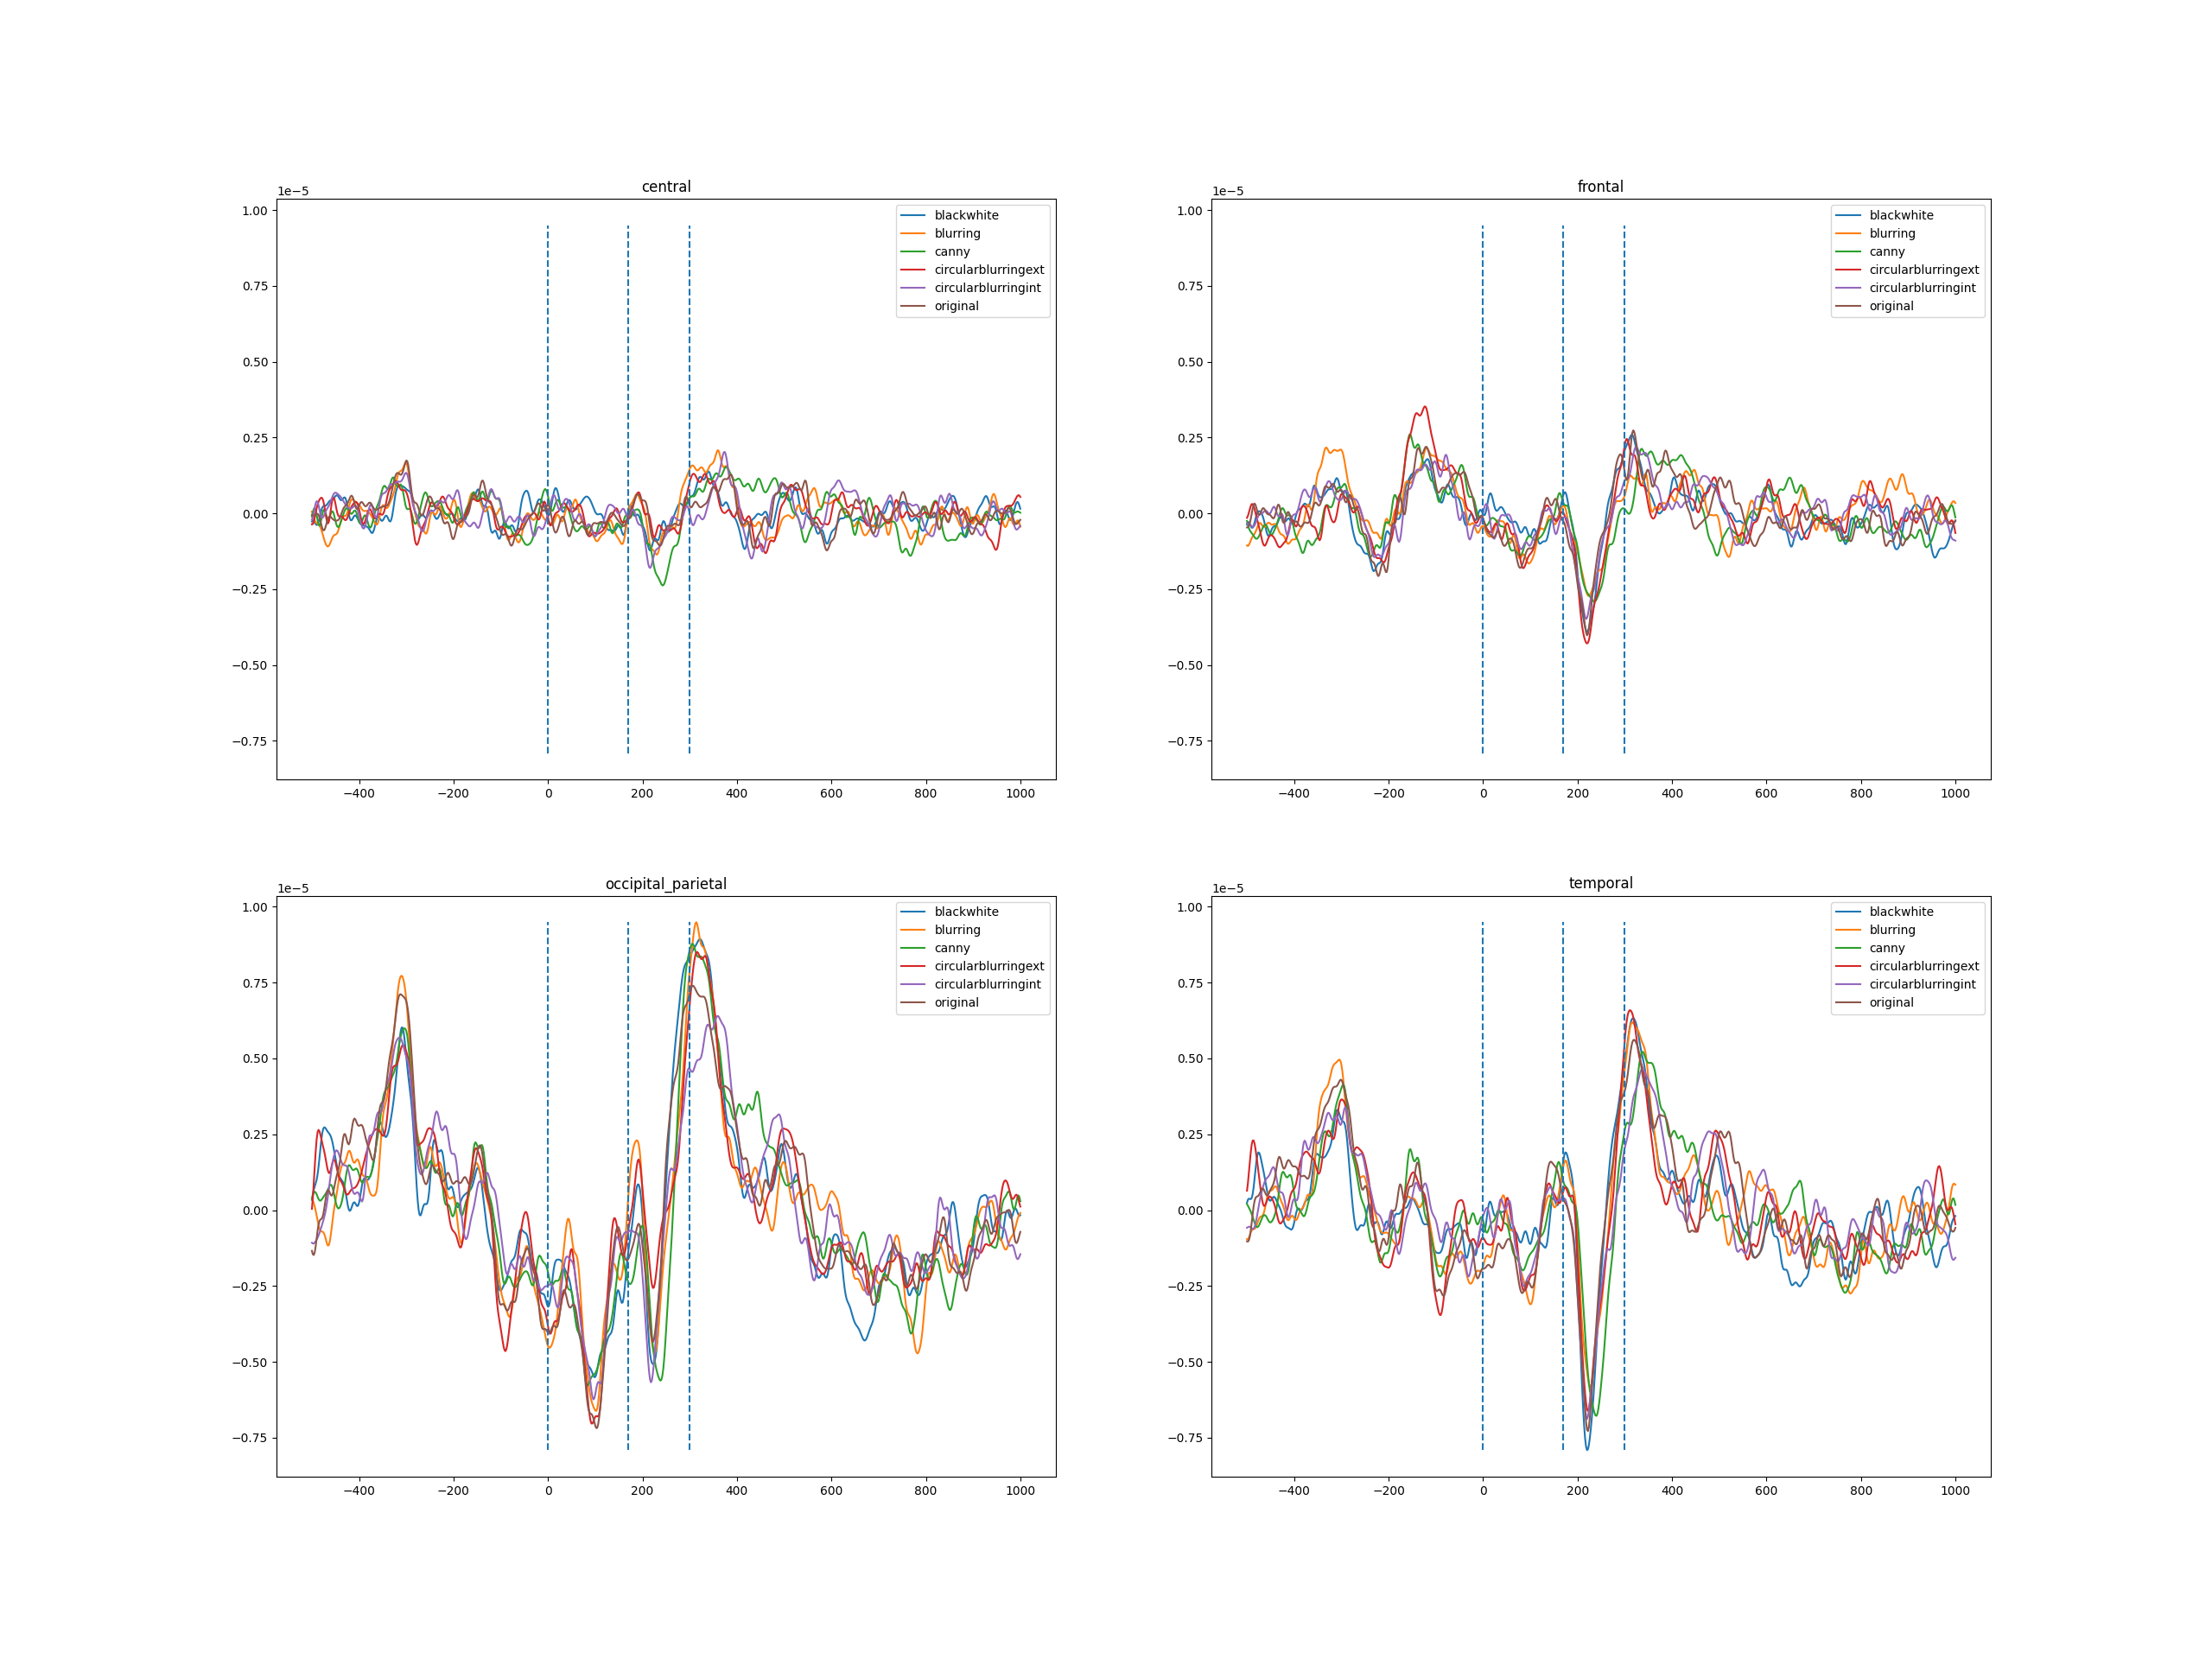 central
1e−5
1.00
0.75
0.50
0.25
0.00
−0.25
−0.50
−0.75
−400 −200 0 200 400 600 800 1000
blackwhite
blurring
canny
circularblurringext
circularblurringint
original
frontal
1e−5
1.00
0.75
0.50
0.25
0.00
−0.25
−0.50
−0.75
−400 −200 0 200 400 600 800 1000
blackwhite
blurring
canny
circularblurringext
circularblurringint
original
occipital_parietal
1e−5
1.00
0.75
0.50
0.25
0.00
−0.25
−0.50
−0.75
−400 −200 0 200 400 600 800 1000
blackwhite
blurring
canny
circularblurringext
circularblurringint
original
temporal
1e−5
1.00
0.75
0.50
0.25
0.00
−0.25
−0.50
−0.75
−400 −200 0 200 400 600 800 1000
blackwhite
blurring
canny
circularblurringext
circularblurringint
original